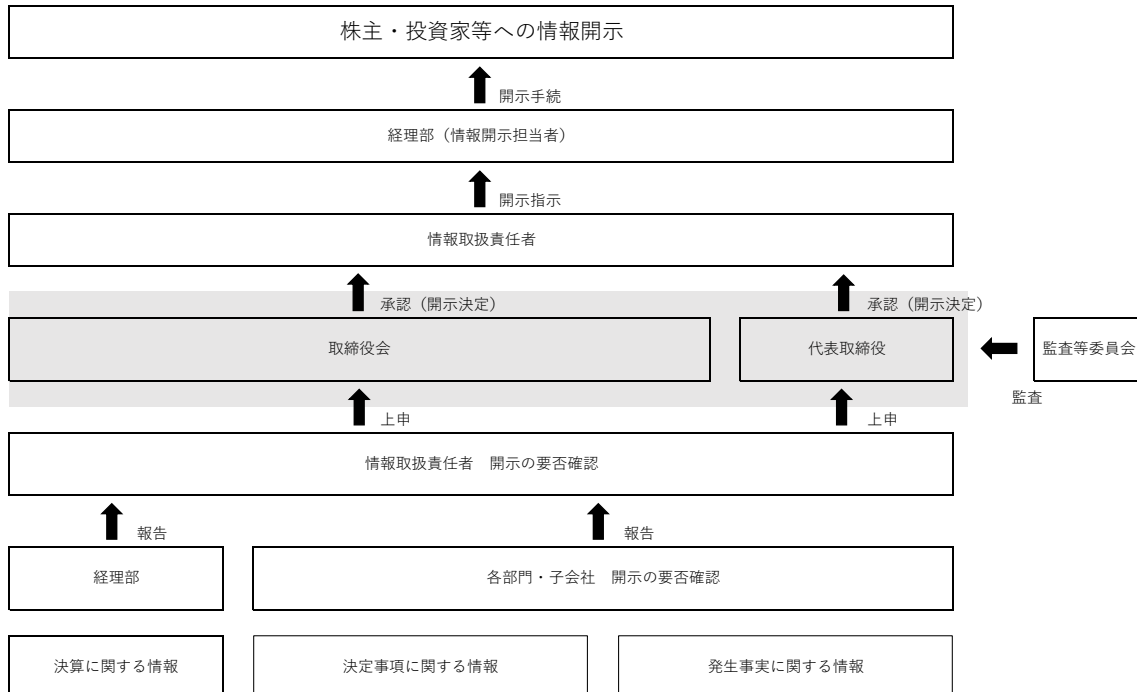 株主・投資家等への情報開示
開示手続
経理部（情報開示担当者）
開示指示
情報取扱責任者
承認（開示決定）
承認（開示決定）
取締役会
代表取締役
監査等委員会
監査
上申
上申
情報取扱責任者　開示の要否確認
報告
報告
経理部
各部門・子会社　開示の要否確認
決算に関する情報
決定事項に関する情報
発生事実に関する情報